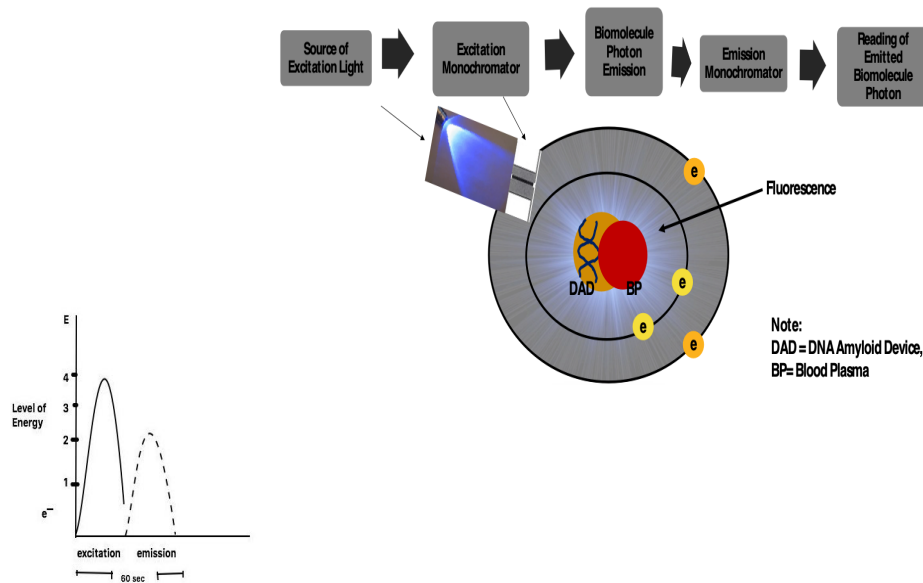 Source of
Excitation Light
Excitation
Monochromator
Biomolecule
Photon
Emission
Emission
Monochromator
Reading of
Emitted
Biomolecule
Photon
e
Fluorescence
DAD
BP
e
e
e
Note:
DAD = DNA Amyloid Device,
BP= Blood Plasma
E
4
Level of
Energy
3
2
1
e–
excitation
emission
60 sec